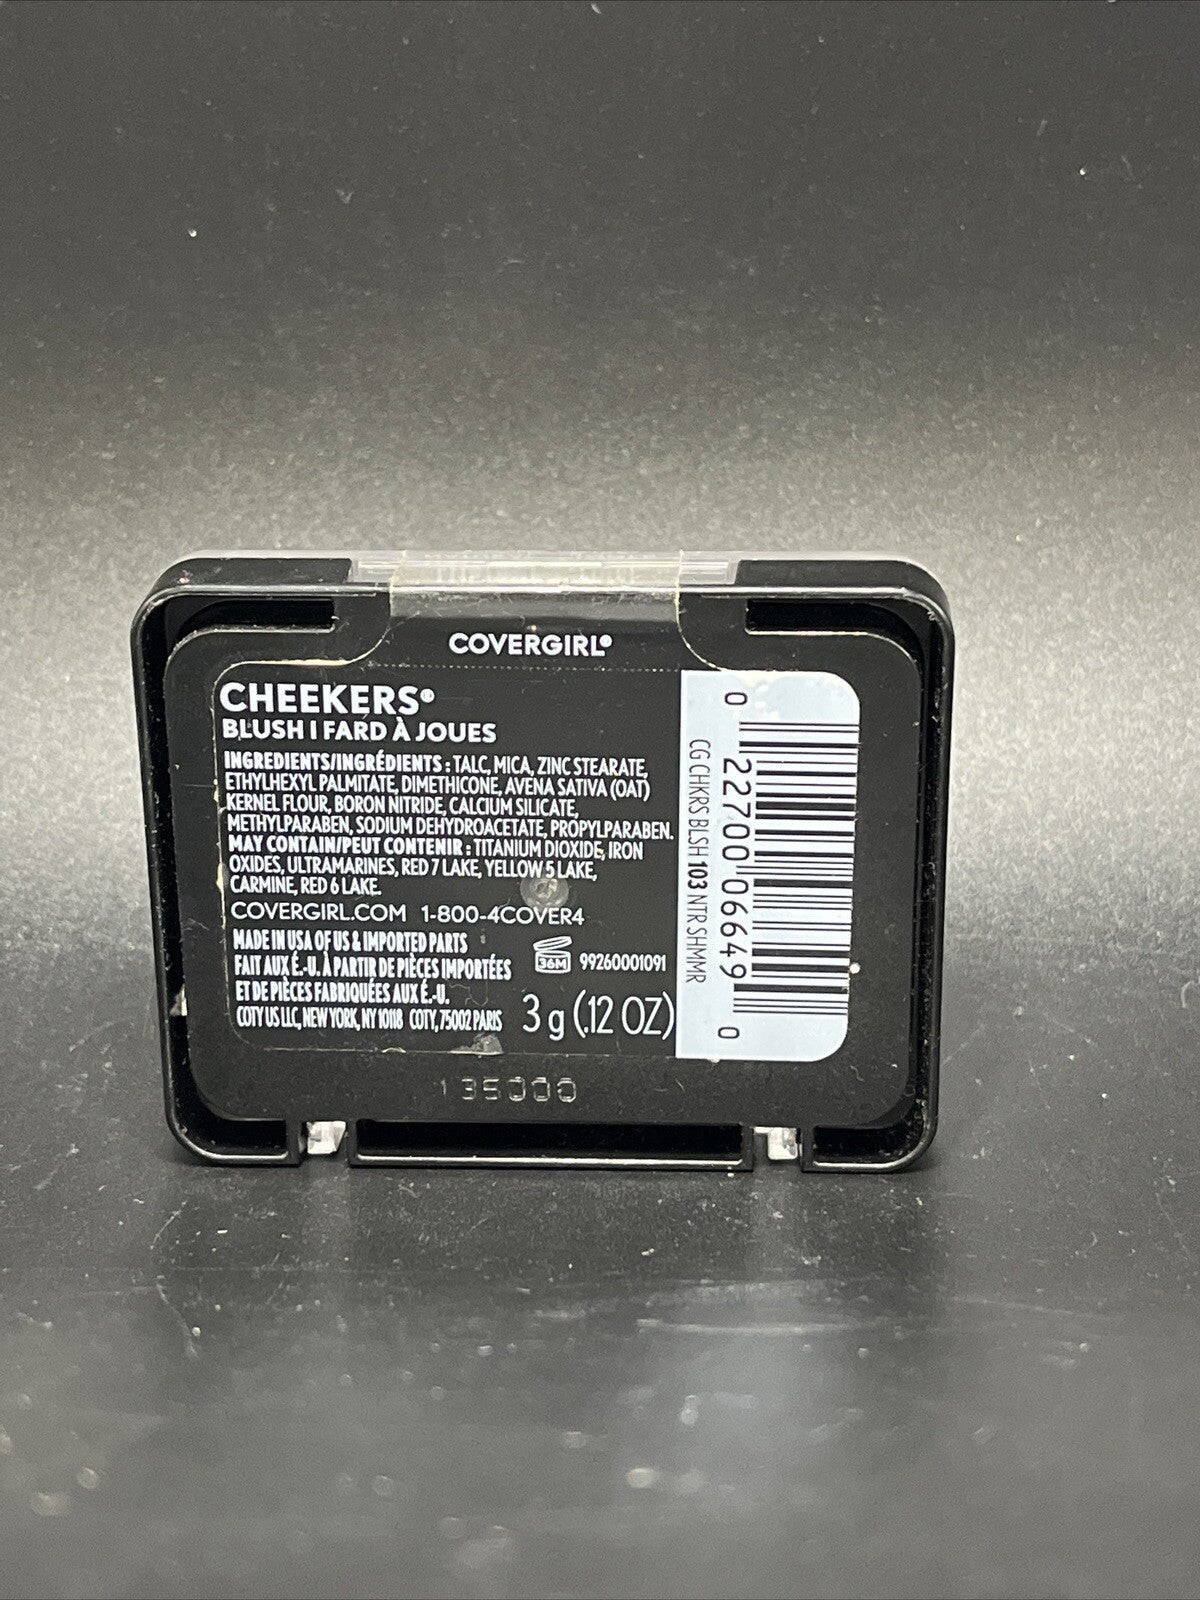 COVERGIRL®
CHEEKERS®
BLUSH | FARD À JOUES
INGREDIENTS/INGRÉDIENTS : TALC, MICA, ZINC STEARATE,
ETHYLHEXYL PALMITATE, DIMETHICONE, AVENA SATIVA (OAT)
KERNEL FLOUR, BORON NITRIDE, CALCIUM SILICATE,
METHYLPARABEN, SODIUM DEHYDROACETATE, PROPYLPARABEN.
MAY CONTAIN/PEUT CONTENIR : TITANIUM DIOXIDE, IRON
OXIDES, ULTRAMARINES, RED 7 LAKE, YELLOW 5 LAKE,
CARMINE, RED 6 LAKE.
COVERGIRL.COM 1-800-4COVER4
MADE IN USA OF US & IMPORTED PARTS
FAIT AUX É.-U. À PARTIR DE PIÈCES IMPORTÉES
ET DE PIÈCES FABRIQUÉES AUX É.-U.
COTY US LLC, NEW YORK, NY 10118 COTY, 75002 PARIS
36M
99260001091
3 g (.12 OZ)
CG CHKRS BLSH 103 NTR SHMMR
0 22700 06649 0
135000